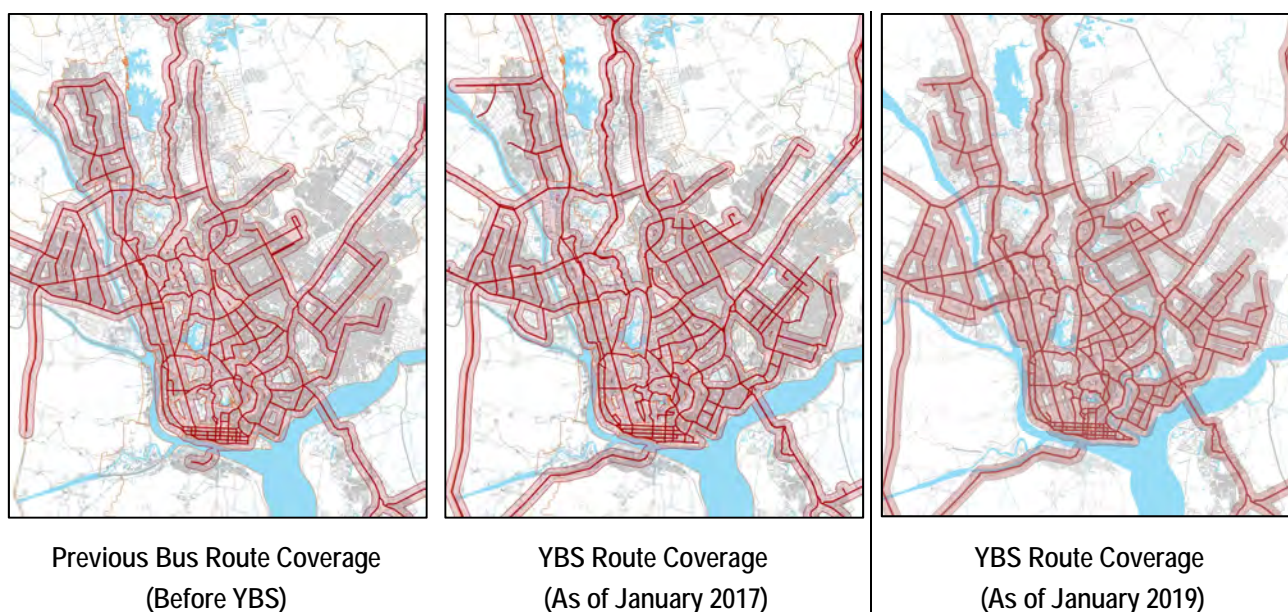 Previous Bus Route Coverage
(Before YBS)
YBS Route Coverage
(As of January 2017)
YBS Route Coverage
(As of January 2019)